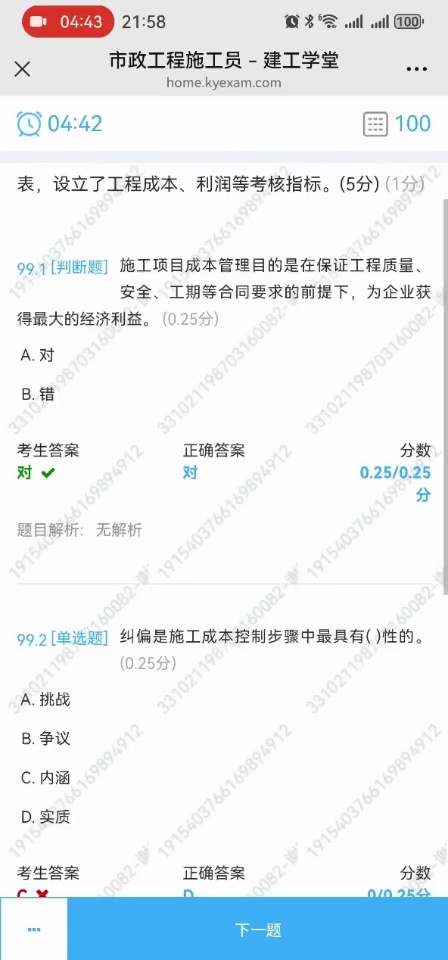 04:43 21:58 100
市政工程施工员 - 建工学堂
home.kyexam.com
04:42 100
表，设立了工程成本、利润等考核指标。(5分) (1分)
99.1 [判断题] 施工项目成本管理目的是在保证工程质量、
安全、工期等合同要求的前提下，为企业获
得最大的经济利益。 (0.25分)
A. 对
B. 错
考生答案 正确答案 分数
对 对 0.25/0.25
分
题目解析: 无解析
99.2 [单选题] 纠偏是施工成本控制步骤中最具有( )性的。
(0.25分)
A. 挑战
B. 争议
C. 内涵
D. 实质
考生答案 正确答案 分数
C D 0/0.25分
下一题